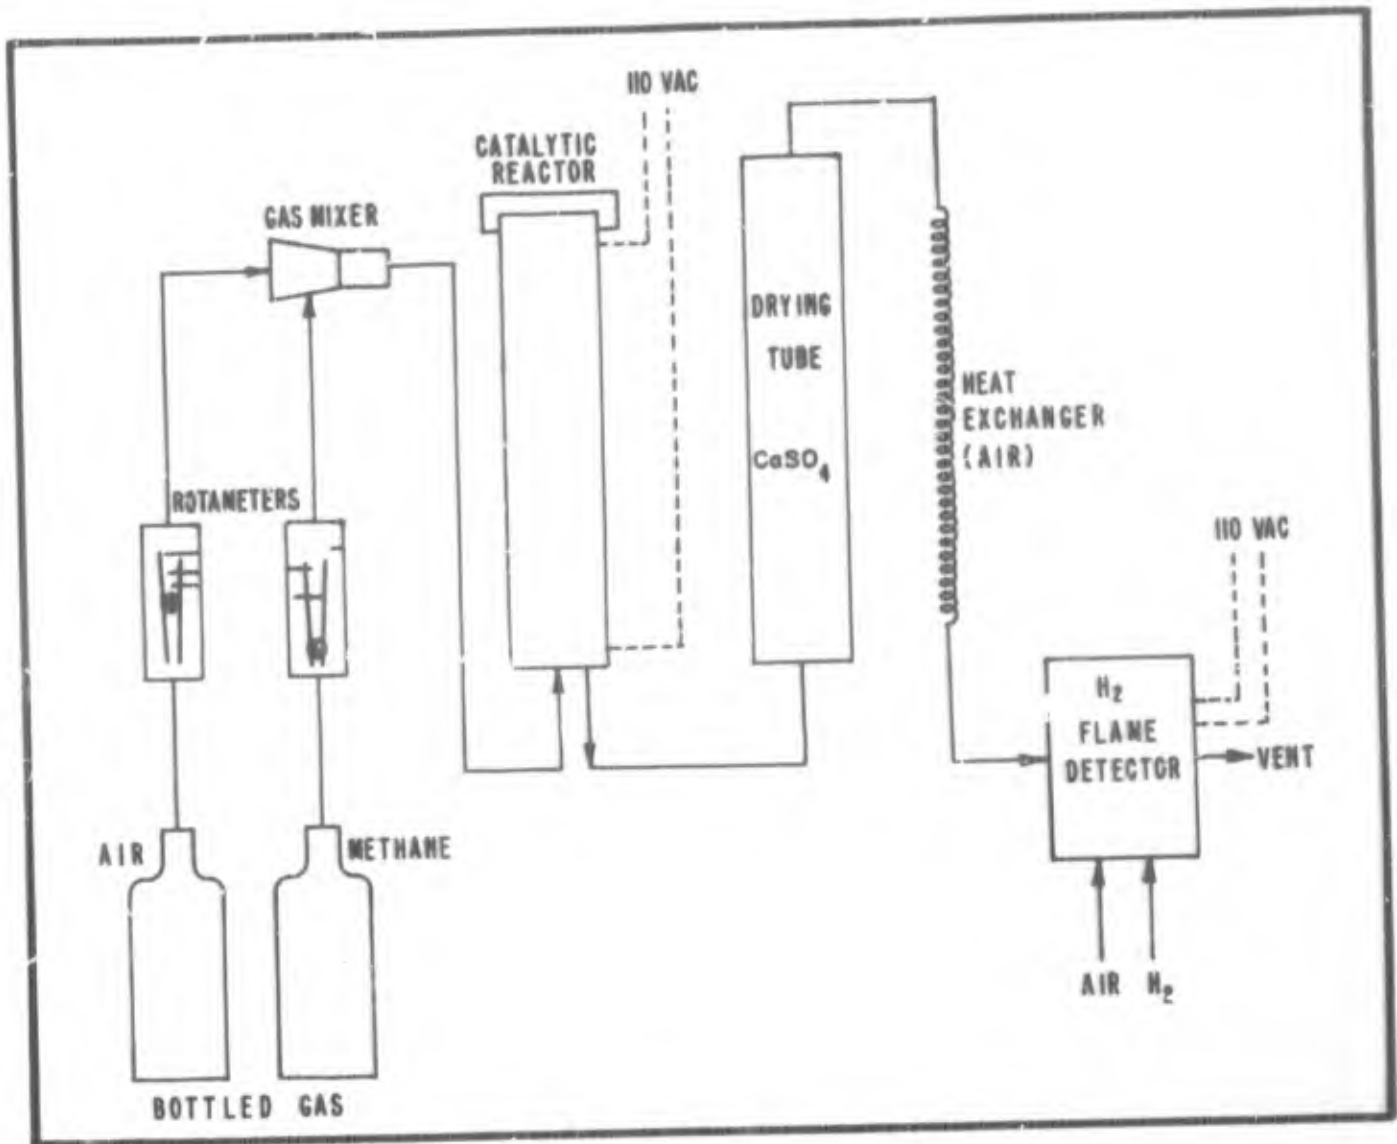 110 VAC
CATALYTIC
REACTOR
GAS MIXER
DRYING
TUBE
CaSO₄
HEAT
EXCHANGER
(AIR)
ROTAMETERS
110 VAC
H₂
FLAME
DETECTOR
VENT
AIR
METHANE
AIR H₂
BOTTLED GAS